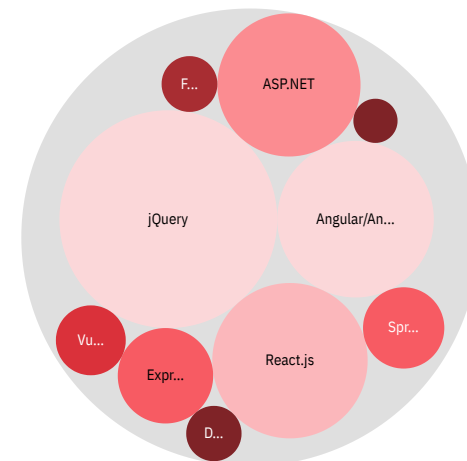 F...
ASP.NET
jQuery
Angular/An...
Vu...
Expr...
React.js
Spr...
D...